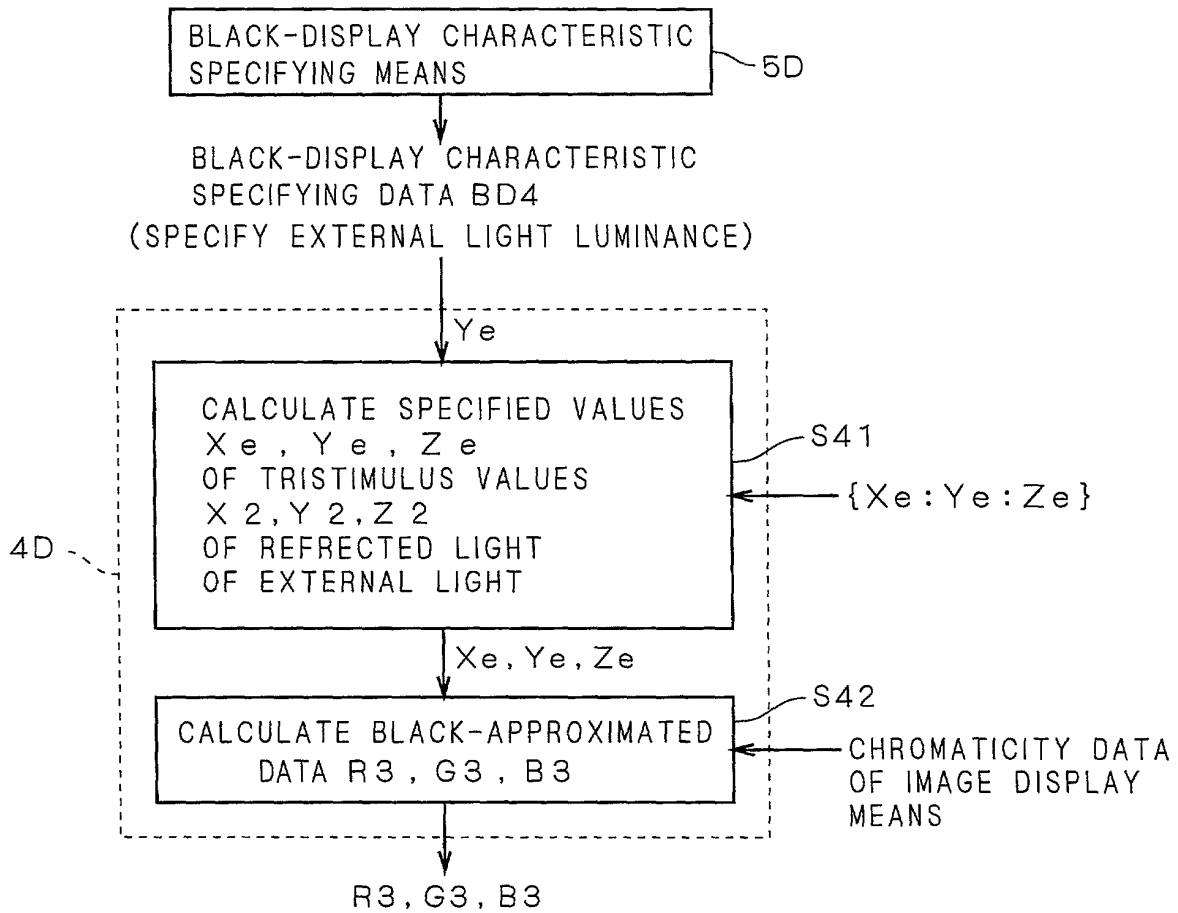 BLACK-DISPLAY CHARACTERISTIC
SPECIFYING MEANS
5D
BLACK-DISPLAY CHARACTERISTIC
SPECIFYING DATA BD4
(SPECIFY EXTERNAL LIGHT LUMINANCE)
Ye
CALCULATE SPECIFIED VALUES
Xe, Ye, Ze
OF TRISTIMULUS VALUES
X2, Y2, Z2
OF REFRECTED LIGHT
OF EXTERNAL LIGHT
S41
{Xe:Ye:Ze}
4D
Xe, Ye, Ze
CALCULATE BLACK-APPROXIMATED
DATA R3, G3, B3
S42
CHROMATICITY DATA
OF IMAGE DISPLAY
MEANS
R3, G3, B3